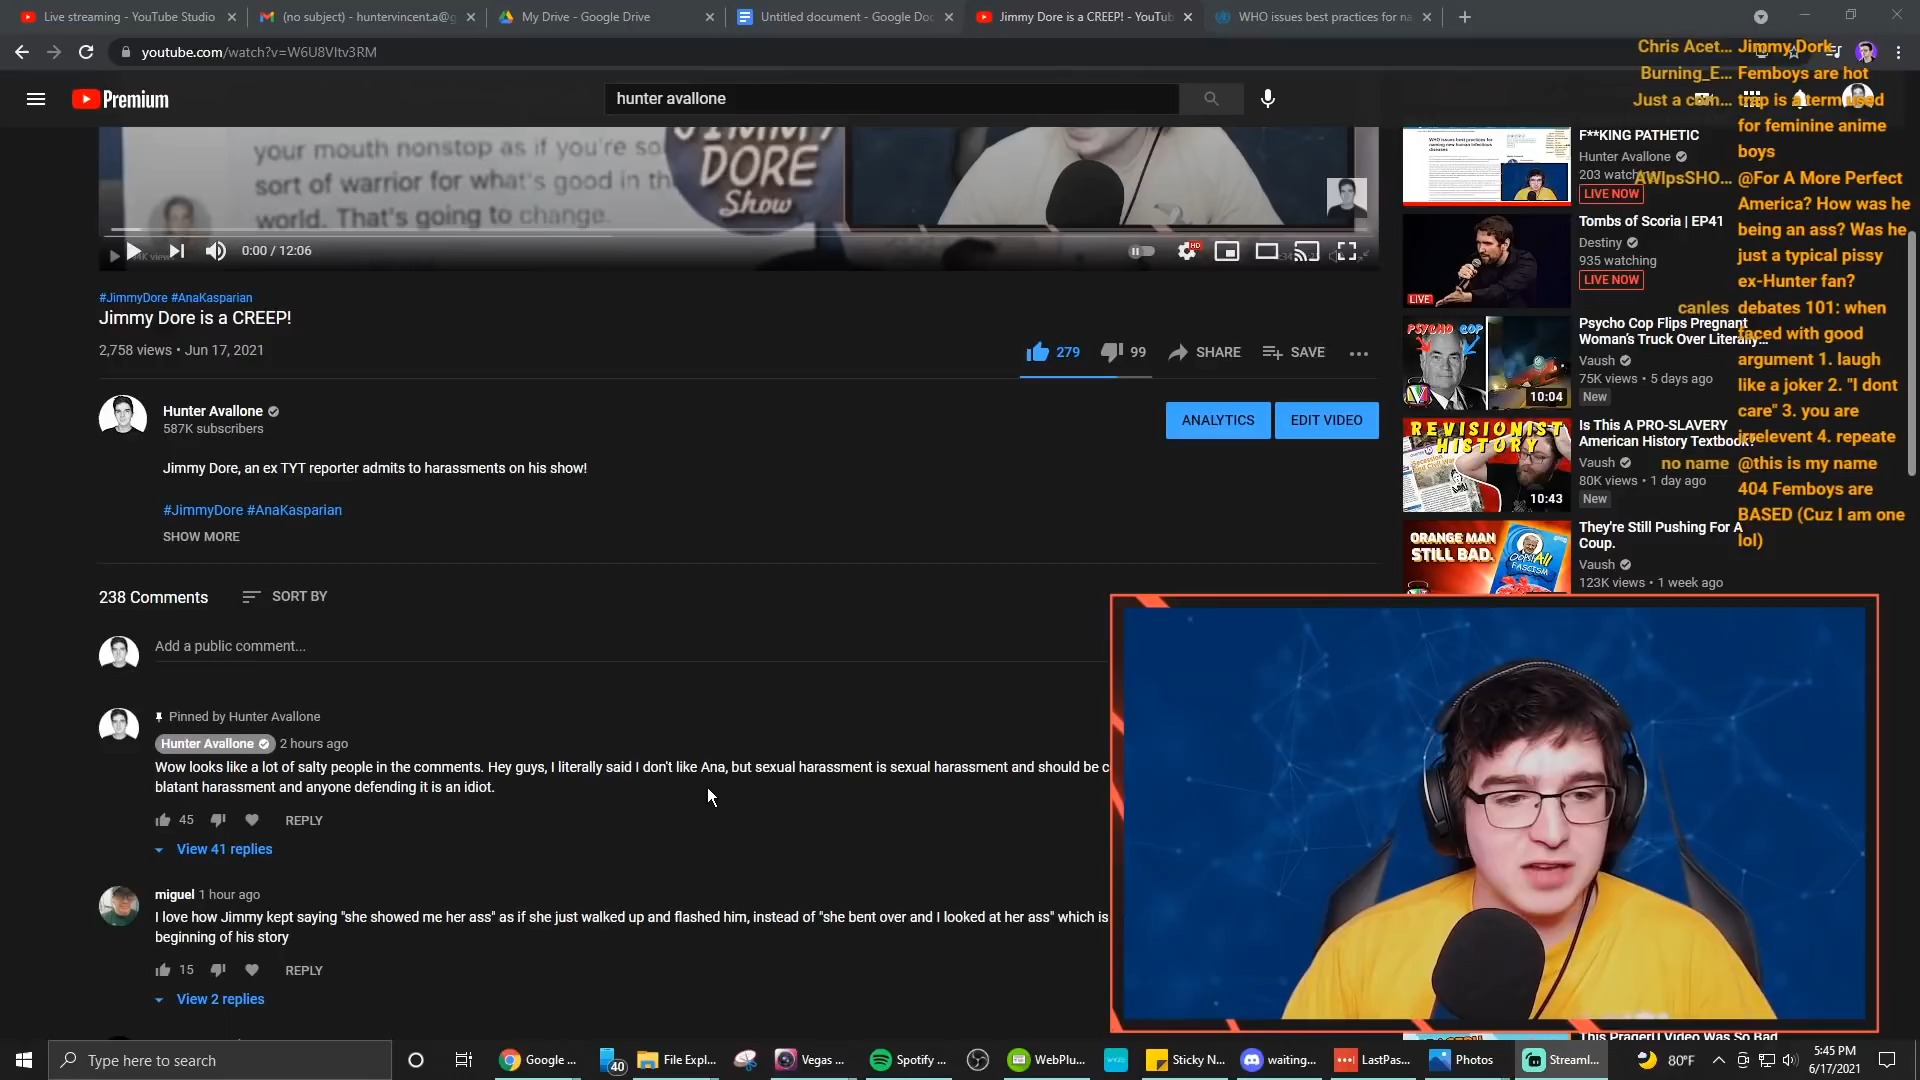 Live streaming - YouTube Studio
(no subject) - huntervincent.a@g
My Drive - Google Drive
Untitled document - Google Doc
Jimmy Dore is a CREEP! - YouTub
WHO issues best practices for na
youtube.com/watch?v=W6U8VItv3RM
Premium
hunter avallone
your mouth nonstop as if you're so
sort of warrior for what's good in th
world. That's going to change.
JIMMY
DORE
Show
0:00 / 12:06
HD
#JimmyDore #AnaKasparian
Jimmy Dore is a CREEP!
2,758 views • Jun 17, 2021
279
99
SHARE
SAVE
Hunter Avallone
587K subscribers
ANALYTICS
EDIT VIDEO
Jimmy Dore, an ex TYT reporter admits to harassments on his show!
#JimmyDore #AnaKasparian
SHOW MORE
238 Comments
SORT BY
Add a public comment...
Pinned by Hunter Avallone
Hunter Avallone 2 hours ago
Wow looks like a lot of salty people in the comments. Hey guys, I literally said I don't like Ana, but sexual harassment is sexual harassment and should be c
blatant harassment and anyone defending it is an idiot.
45
REPLY
View 41 replies
miguel 1 hour ago
I love how Jimmy kept saying "she showed me her ass" as if she just walked up and flashed him, instead of "she bent over and I looked at her ass" which is
beginning of his story
15
REPLY
View 2 replies
F**KING PATHETIC
Hunter Avallone
203 watch
LIVE NOW
Tombs of Scoria | EP41
Destiny
935 watching
LIVE NOW
LIVE
PSYCHO COP
Psycho Cop Flips Pregnant
Woman's Truck Over Literally...
Vaush
75K views • 5 days ago
New
10:04
REVISIONIST
HISTORY
Is This A PRO-SLAVERY
American History Textbook?
Vaush
80K views • 1 day ago
New
10:43
ORANGE MAN
STILL BAD.
They're Still Pushing For A
Coup.
Vaush
123K views • 1 week ago
This PragerU Video Was So Bad
Chris Acet... Jimmy Dork
Burning_E... Femboys are hot
Just a com... trap is a term used
for feminine anime
boys
AWIpsSHO... @For A More Perfect
America? How was he
being an ass? Was he
just a typical pissy
ex-Hunter fan?
canles debates 101: when
faced with good
argument 1. laugh
like a joker 2. "I dont
care" 3. you are
irrelevent 4. repeate
no name @this is my name
404 Femboys are
BASED (Cuz I am one
lol)
Type here to search
Google ...
40
File Expl...
Vegas ...
Spotify ...
WebPlu...
Sticky N...
waiting...
LastPas...
Photos
Streaml...
80°F
5:45 PM
6/17/2021